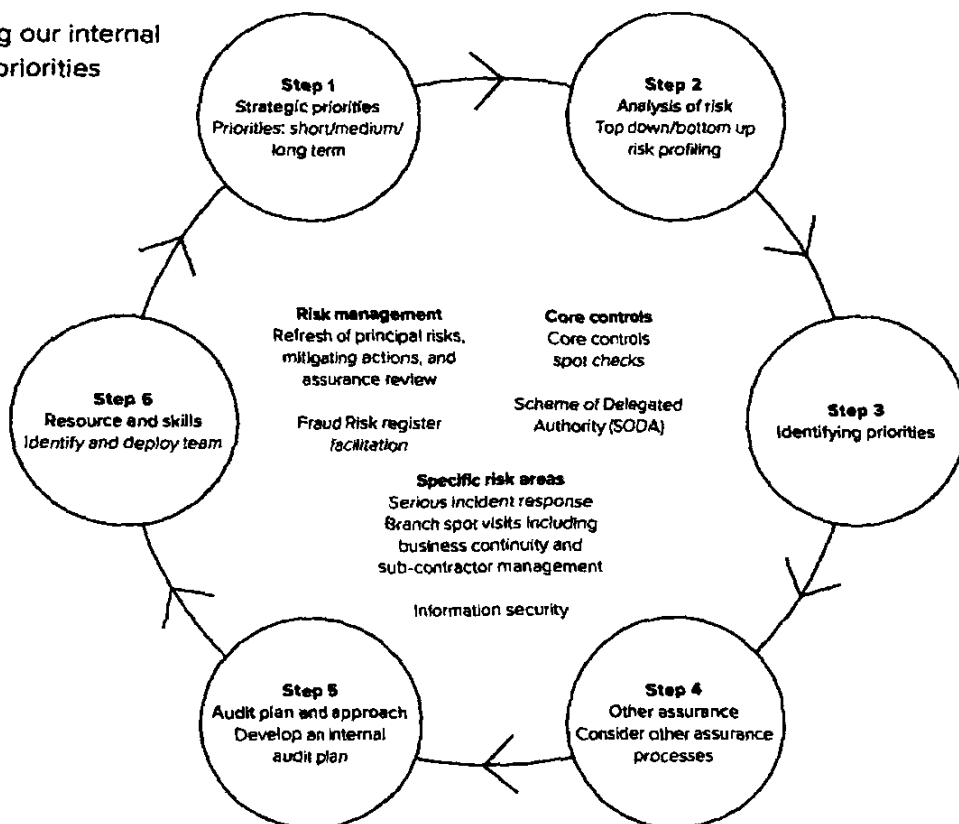 g our internal
priorities
Step 1
Strategic priorities
Priorities: short/medium/
long term
Step 2
Analysis of risk
Top down/bottom up
risk profiling
Risk management
Refresh of principal risks,
mitigating actions, and
assurance review
Fraud Risk register
facilitation
Core controls
Core controls
spot checks
Scheme of Delegated
Authority (SODA)
Step 6
Resource and skills
Identify and deploy team
Step 3
Identifying priorities
Specific risk areas
Serious incident response
Branch spot visits including
business continuity and
sub-contractor management
Information security
Step 5
Audit plan and approach
Develop an internal
audit plan
Step 4
Other assurance
Consider other assurance
processes